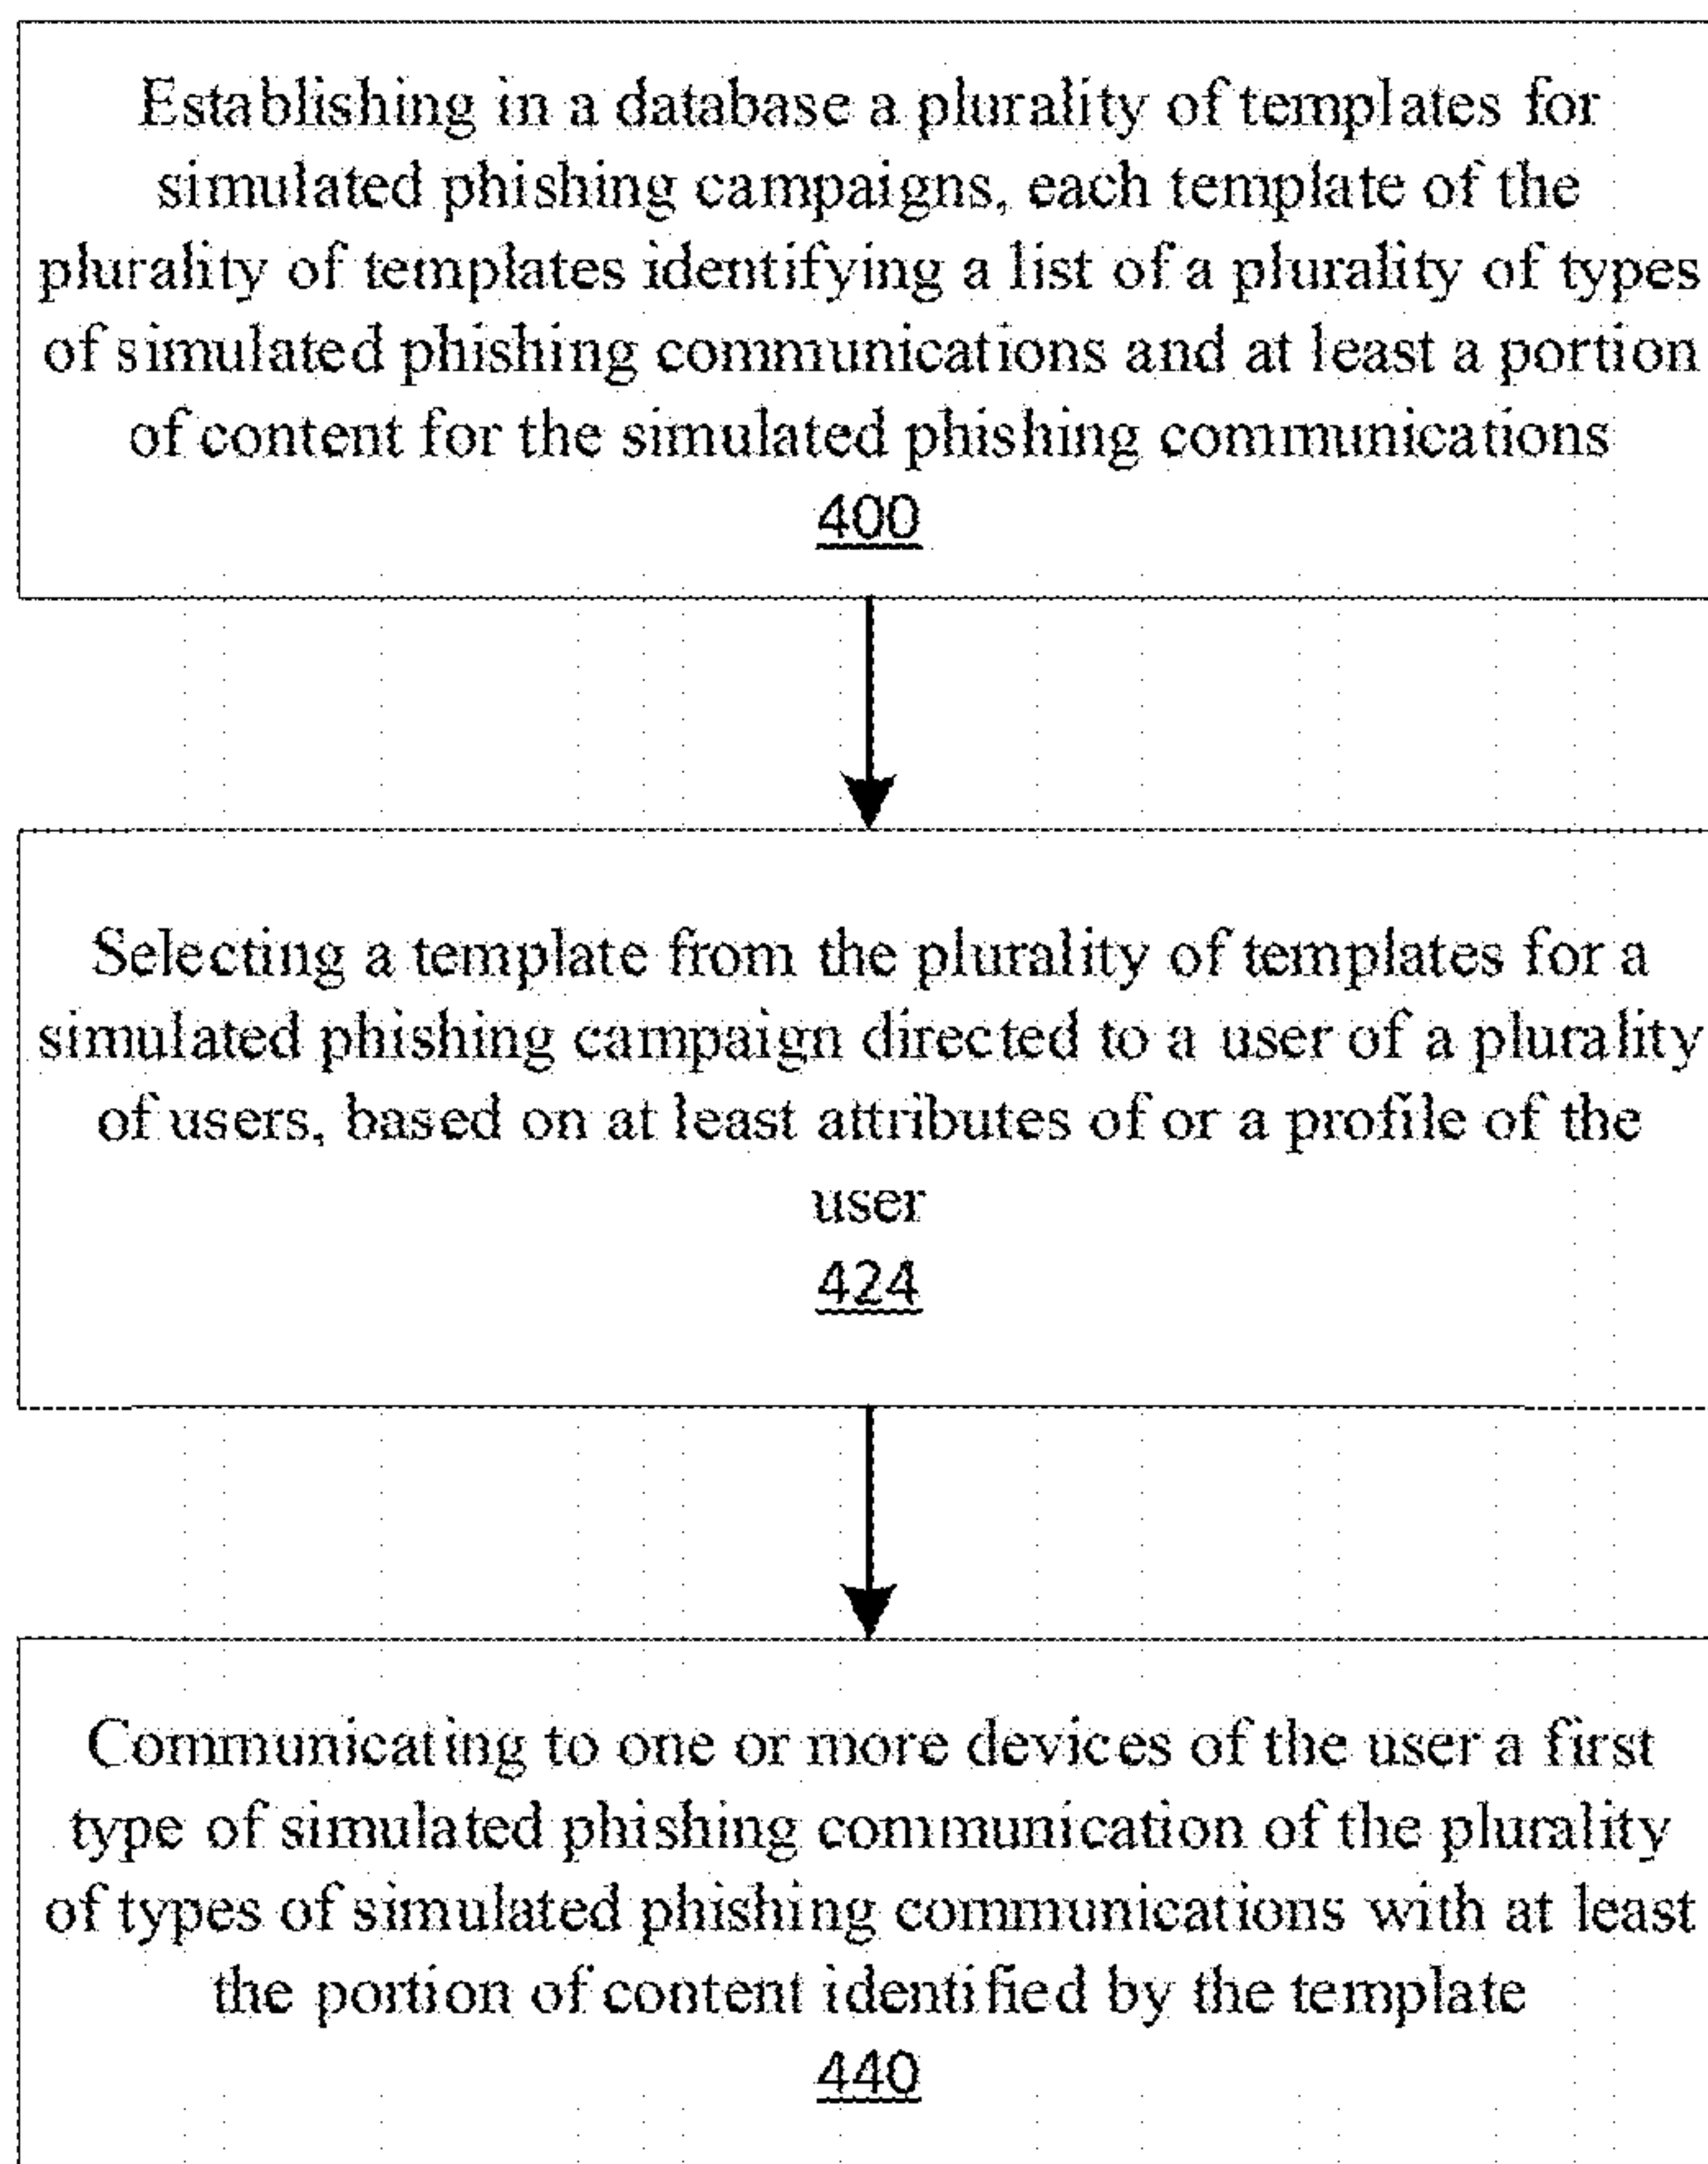 Establishing in a database a plurality of templates for
simulated phishing campaigns, each template of the
plurality of templates identifying a list of a plurality of types
of simulated phishing communications and at least a portion
of content for the simulated phishing communications
400
Selecting a template from the plurality of templates for a
simulated phishing campaign directed to a user of a plurality
of users, based on at least attributes of or a profile of the
user
424
Communicating to one or more devices of the user a first
type of simulated phishing communication of the plurality
of types of simulated phishing communications with at least
the portion of content identified by the template
440